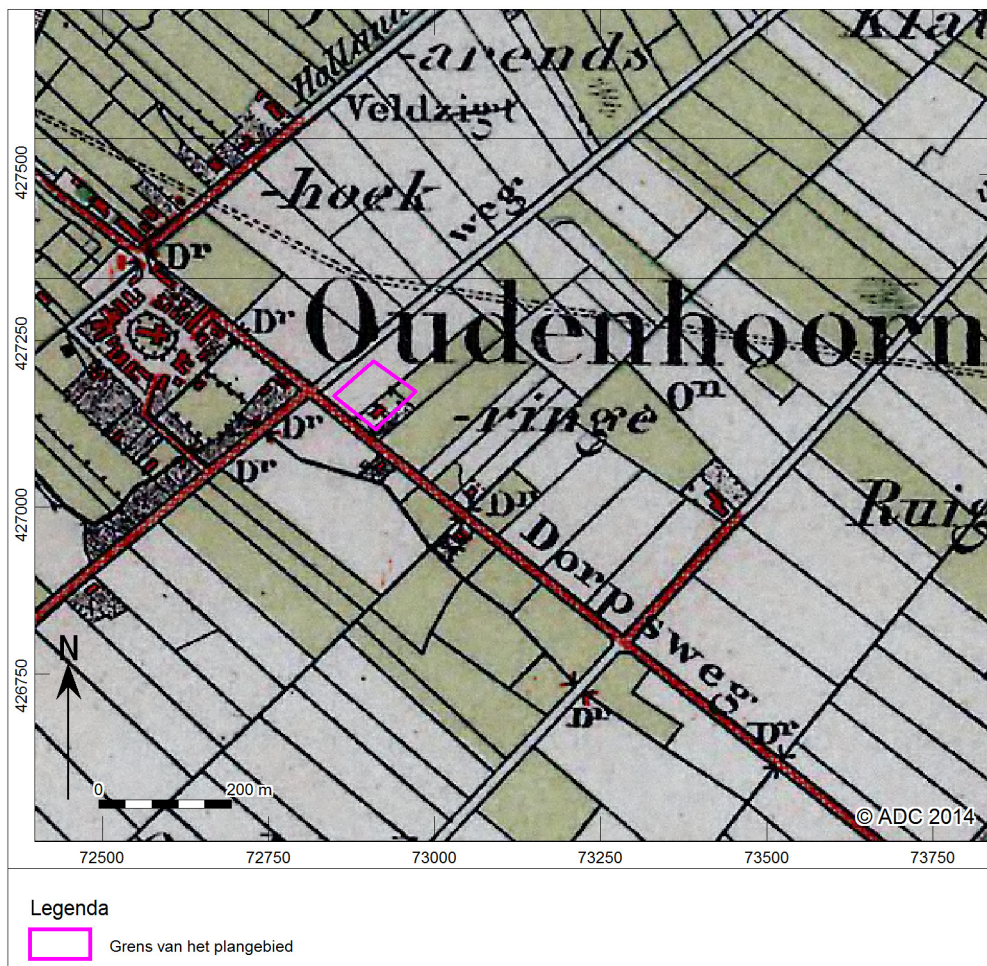 Holland
-arends
Veldzigt
-hoek
weg
Dr
Dr
Oudenhoorn
On
-ringe
Dr
Dr
Dr
Dorpsweg
Ruig
Dr
Dr
N
0 200 m
© ADC 2014
427500
427250
427000
426750
72500 72750 73000 73250 73500 73750
Legenda
Grens van het plangebied